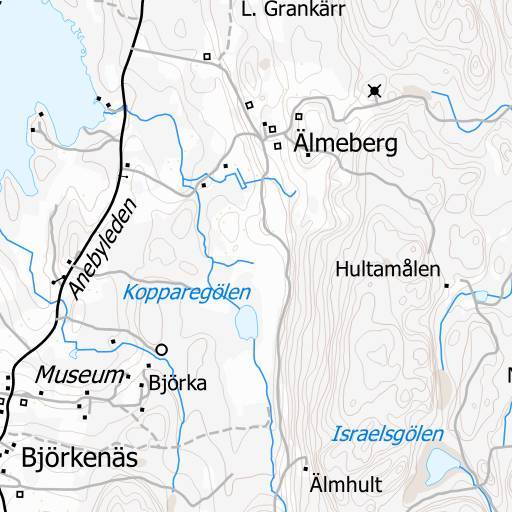 L. Grankärr
Älmeberg
Anebyleden
Hultamålen
Kopparegölen
Museum
Björka
Israelsgölen
Björkenäs
Älmhult